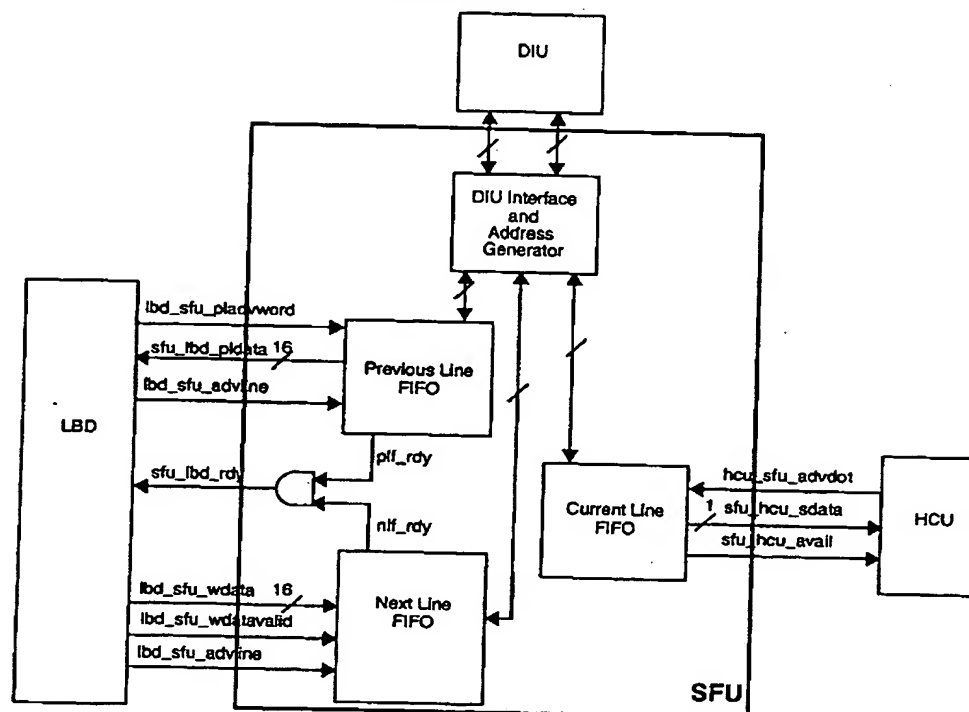 DIU
DIU Interface
and
Address
Generator
lbd_sfu_pladvword
sfu_lbd_pldata 16
lbd_sfu_advline
Previous Line
FIFO
LBD
plf_rdy
sfu_lbd_rdy
nlf_rdy
hcu_sfu_advdot
1 sfu_hcu_sdata
sfu_hcu_avail
Current Line
FIFO
HCU
lbd_sfu_wdata 16
lbd_sfu_wdatavalid
lbd_sfu_advline
Next Line
FIFO
SFU